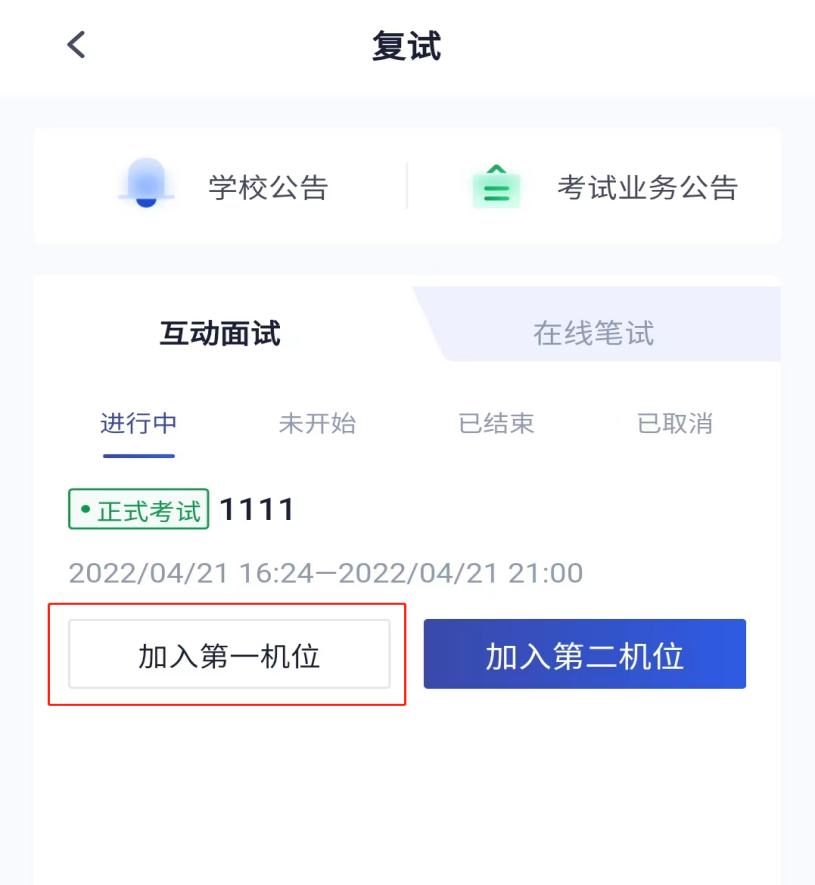 复试
学校公告 考试业务公告
互动面试 在线笔试
进行中 未开始 已结束 已取消
正式考试 1111
2022/04/21 16:24—2022/04/21 21:00
加入第一机位 加入第二机位